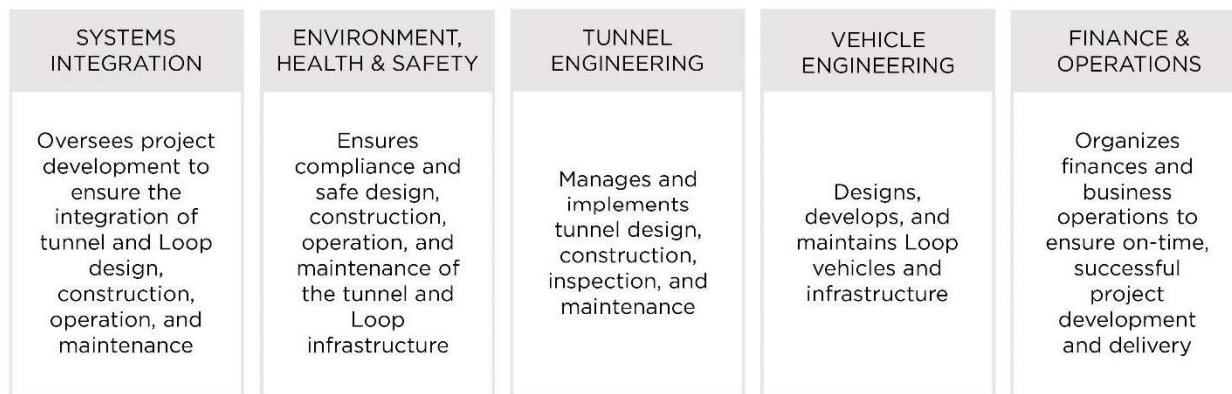 SYSTEMS
INTEGRATION
Oversees project
development to
ensure the
integration of
tunnel and Loop
design,
construction,
operation, and
maintenance
ENVIRONMENT,
HEALTH & SAFETY
Ensures
compliance and
safe design,
construction,
operation, and
maintenance of
the tunnel and
Loop
infrastructure
TUNNEL
ENGINEERING
Manages and
implements
tunnel design,
construction,
inspection, and
maintenance
VEHICLE
ENGINEERING
Designs,
develops, and
maintains Loop
vehicles and
infrastructure
FINANCE &
OPERATIONS
Organizes
finances and
business
operations to
ensure on-time,
successful
project
development
and delivery